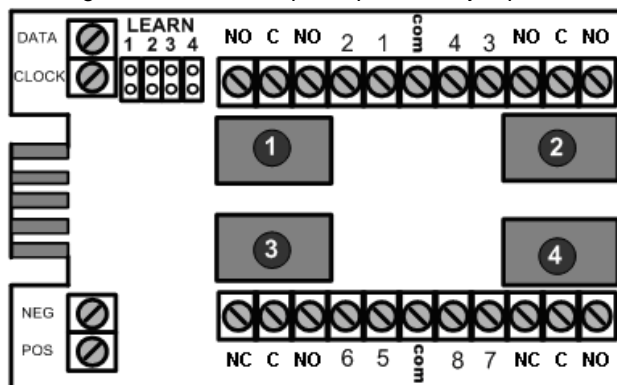 DATA
LEARN
1 2 3 4
CLOCK
NO C NO 2 1 com 4 3 NO C NO
1 2
3 4
NEG
POS
NC C NO 6 5 com 8 7 NC C NO